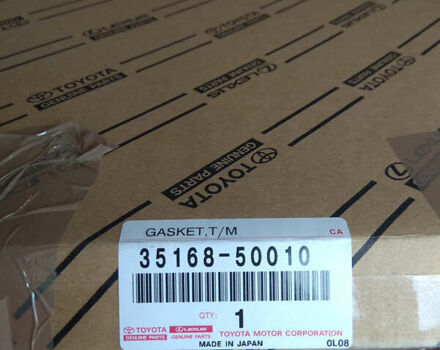 TOYOTA
GENUINE PARTS
LEXUS
GENUINE PARTS
TOYOTA
GENUINE PARTS
GASKET,T/M CA
35168-50010
QTY: 1
TOYOTA LEXUS TOYOTA MOTOR CORPORATION
GENUINE PARTS GENUINE PARTS
MADE IN JAPAN 0L08